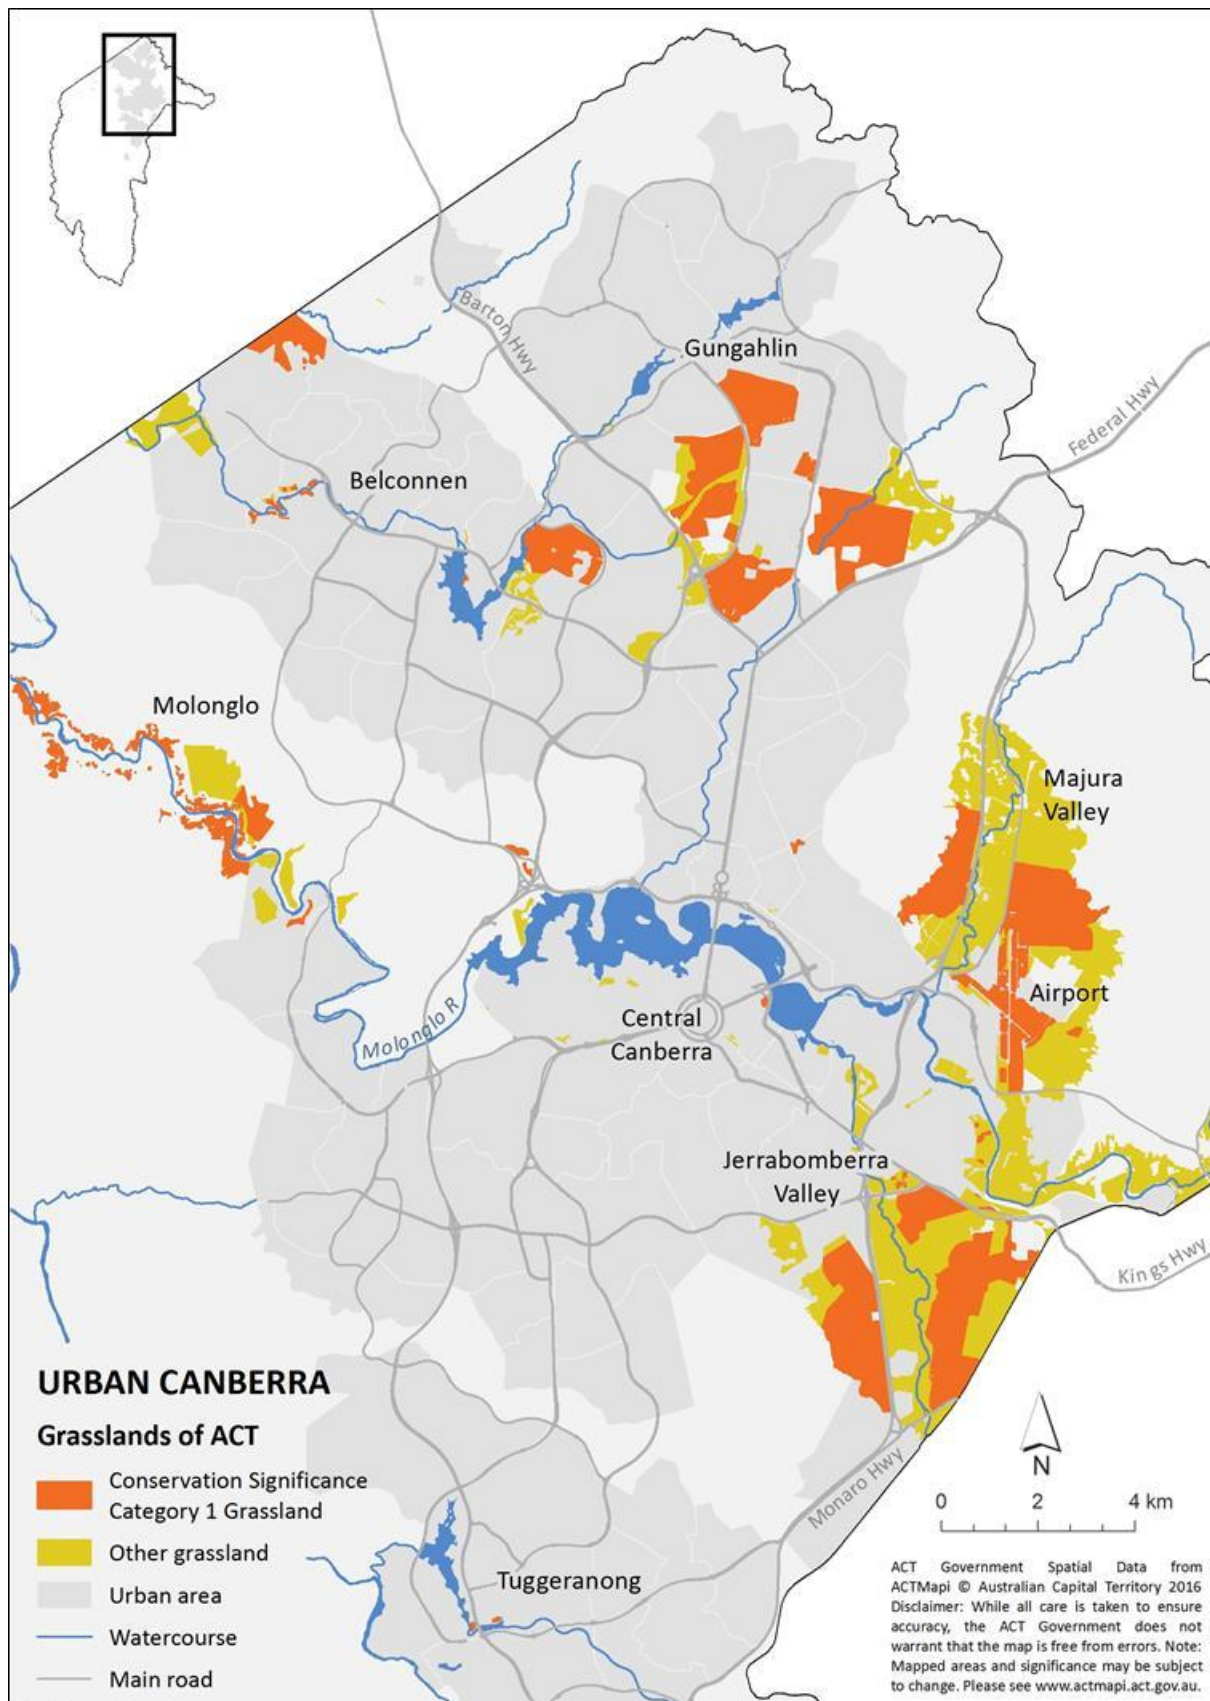 Barton Hwy
Gungahlin
Federal Hwy
Belconnen
Molonglo
Majura
Valley
Airport
Molonglo R
Central
Canberra
Jerrabomberra
Valley
Kings Hwy
Monaro Hwy
Tuggeranong
URBAN CANBERRA
Grasslands of ACT
Conservation Significance
Category 1 Grassland
Other grassland
Urban area
Watercourse
Main road
N
0 2 4 km
ACT Government Spatial Data from
ACTMapi © Australian Capital Territory 2016
Disclaimer: While all care is taken to ensure
accuracy, the ACT Government does not
warrant that the map is free from errors. Note:
Mapped areas and significance may be subject
to change. Please see www.actmapi.act.gov.au.